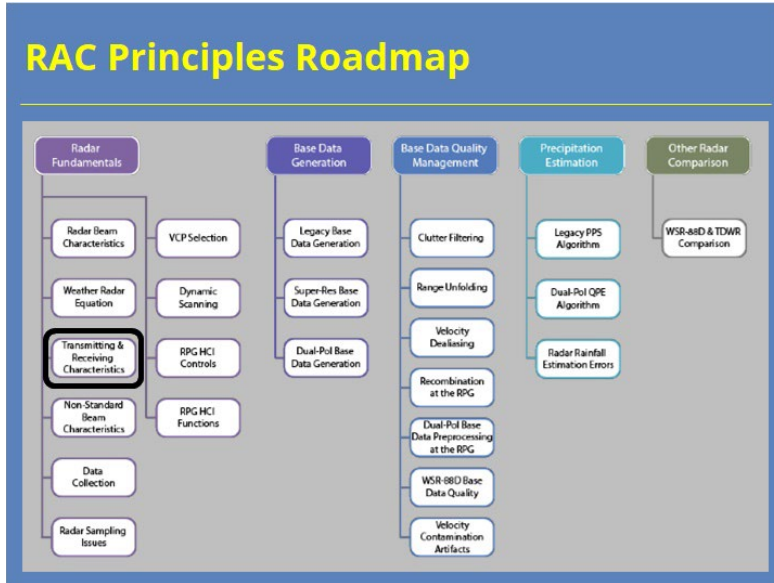 RAC Principles Roadmap
Radar
Fundamentals
Radar Beam
Characteristics
Weather Radar
Equation
Transmitting &
Receiving
Characteristics
Non-Standard
Beam
Characteristics
Data
Collection
Radar Sampling
Issues
VCP Selection
Dynamic
Scanning
RPG HCI
Controls
RPG HCI
Functions
Base Data
Generation
Legacy Base
Data Generation
Super-Res Base
Data Generation
Dual-Pol Base
Data Generation
Base Data Quality
Management
Clutter Filtering
Range Unfolding
Velocity
Dealiasing
Recombination
at the RPG
Dual-Pol Base
Data Preprocessing
at the RPG
WSR-88D Base
Data Quality
Velocity
Contamination
Artifacts
Precipitation
Estimation
Legacy PPS
Algorithm
Dual-Pol QPE
Algorithm
Radar Rainfall
Estimation Errors
Other Radar
Comparison
WSR-88D & TDWR
Comparison